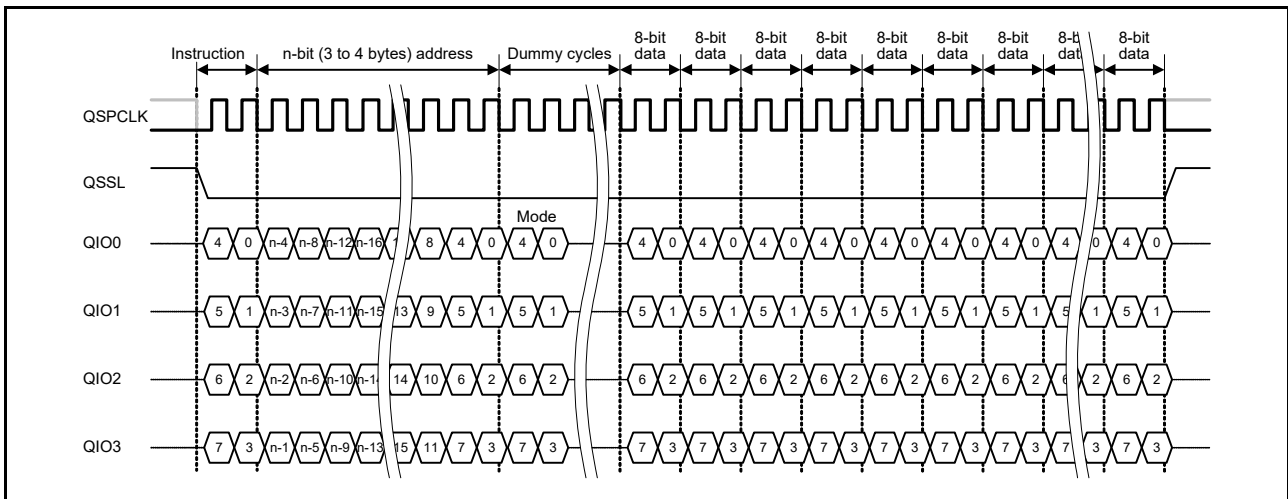 8-bit 8-bit 8-bit 8-bit 8-bit 8-bit 8-bit 8-b 8-bit
Instruction n-bit (3 to 4 bytes) address Dummy cycles data data data data data data data dat data
QSPCLK
QSSL
Mode
QIO0 4 0 n-4 n-8 n-12 n-16 1 8 4 0 4 0 4 0 4 0 4 0 4 0 4 0 4 0 4 0 4 0 4 0
QIO1 5 1 n-3 n-7 n-11 n-15 13 9 5 1 5 1 5 1 5 1 5 1 5 1 5 1 5 1 5 1 5 1 5 1
QIO2 6 2 n-2 n-6 n-10 n-14 14 10 6 2 6 2 6 2 6 2 6 2 6 2 6 2 6 2 6 2 6 2 6 2
QIO3 7 3 n-1 n-5 n-9 n-13 15 11 7 3 7 3 7 3 7 3 7 3 7 3 7 3 7 3 7 3 7 3 7 3